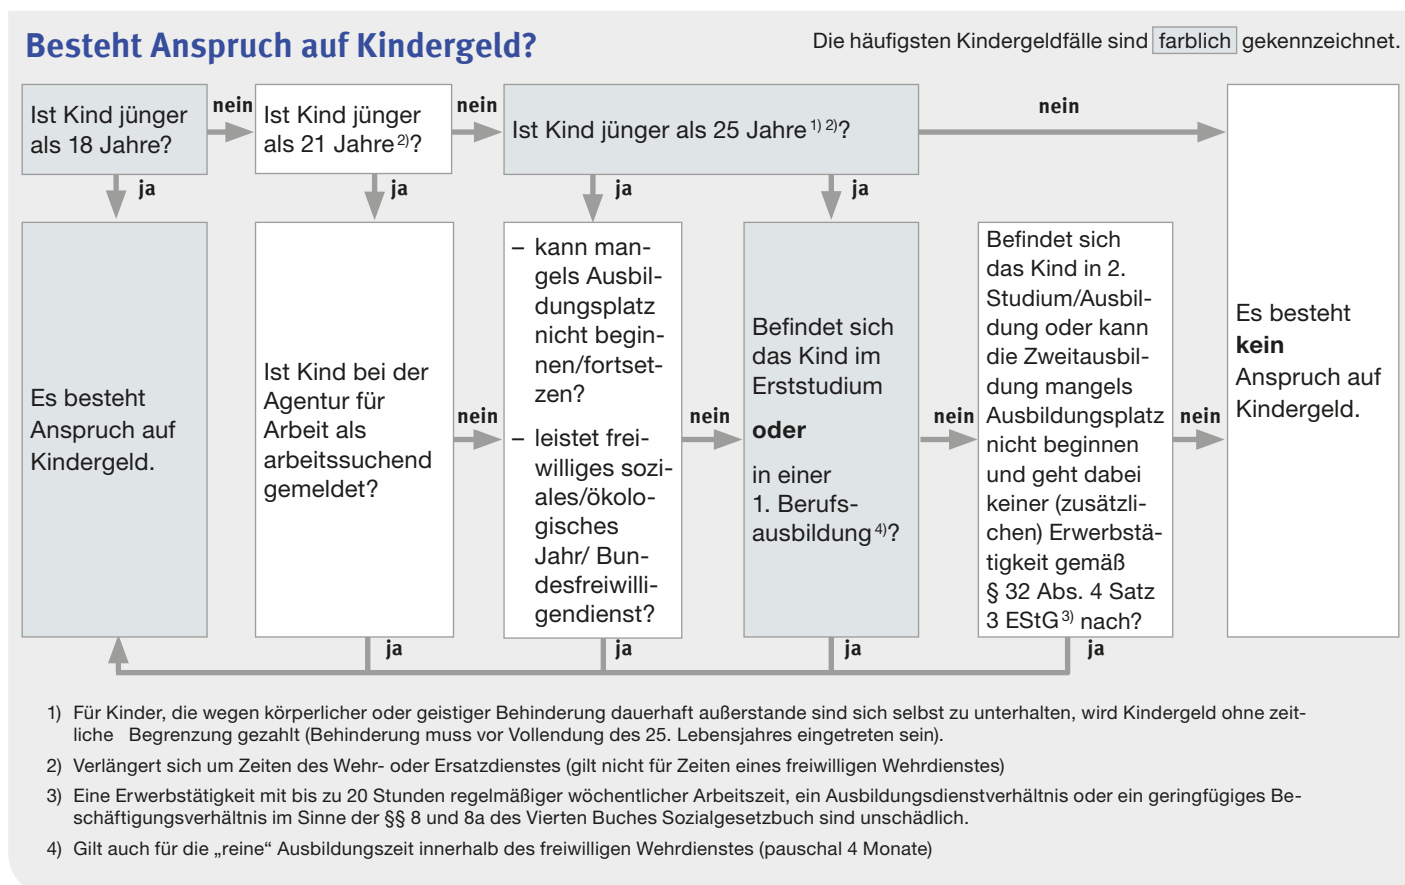 Besteht Anspruch auf Kindergeld?
Die häufigsten Kindergeldfälle sind farblich gekennzeichnet.
Ist Kind jünger
als 18 Jahre?
nein
Ist Kind jünger
als 21 Jahre 2)?
nein
Ist Kind jünger als 25 Jahre 1) 2)?
nein
ja
ja
ja
ja
Es besteht
Anspruch auf
Kindergeld.
Ist Kind bei der
Agentur für
Arbeit als
arbeitssuchend
gemeldet?
nein
– kann man-
gels Ausbil-
dungsplatz
nicht begin-
nen/fortset-
zen?
– leistet frei-
williges sozi-
ales/ökolo-
gisches
Jahr/ Bun-
desfreiwilli-
gendienst?
nein
Befindet sich
das Kind im
Erststudium
oder
in einer
1. Berufs-
ausbildung 4)?
nein
Befindet sich
das Kind in 2.
Studium/Ausbil-
dung oder kann
die Zweitausbil-
dung mangels
Ausbildungsplatz
nicht beginnen
und geht dabei
keiner (zusätzli-
chen) Erwerbstä-
tigkeit gemäß
§ 32 Abs. 4 Satz
3 EStG 3) nach?
nein
Es besteht
kein
Anspruch auf
Kindergeld.
ja
ja
ja
ja
1) Für Kinder, die wegen körperlicher oder geistiger Behinderung dauerhaft außerstande sind sich selbst zu unterhalten, wird Kindergeld ohne zeit-
liche Begrenzung gezahlt (Behinderung muss vor Vollendung des 25. Lebensjahres eingetreten sein).
2) Verlängert sich um Zeiten des Wehr- oder Ersatzdienstes (gilt nicht für Zeiten eines freiwilligen Wehrdienstes)
3) Eine Erwerbstätigkeit mit bis zu 20 Stunden regelmäßiger wöchentlicher Arbeitszeit, ein Ausbildungsdienstverhältnis oder ein geringfügiges Be-
schäftigungsverhältnis im Sinne der §§ 8 und 8a des Vierten Buches Sozialgesetzbuch sind unschädlich.
4) Gilt auch für die „reine“ Ausbildungszeit innerhalb des freiwilligen Wehrdienstes (pauschal 4 Monate)